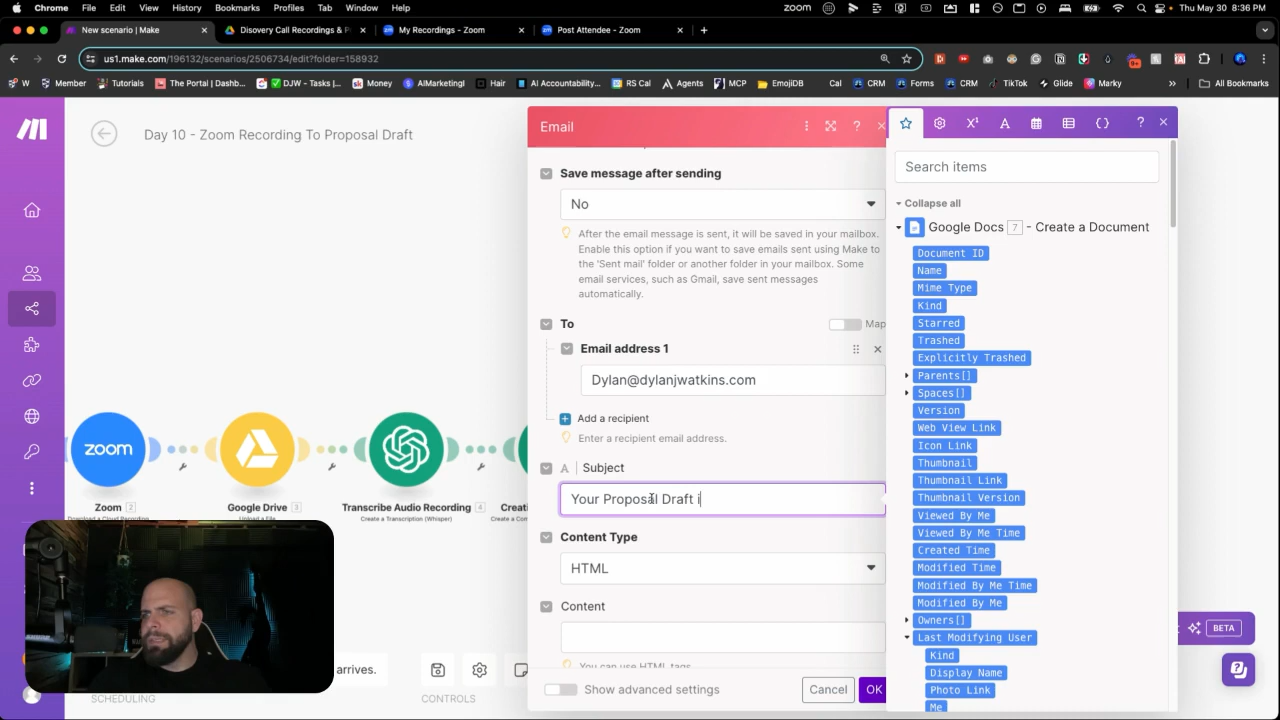 Chrome File Edit View History Bookmarks Profiles Tab Window Help
zoom Thu May 30 8:36 PM
New scenario | Make
Discovery Call Recordings & P
My Recordings - Zoom
Post Attendee - Zoom
us1.make.com/196132/scenarios/2506734/edit?folder=158932
Member Tutorials The Portal | Dashb... DJW - Tasks |... Money AIMarketingI Hair AI Accountability... RS Cal Agents MCP EmojiDB Cal CRM Forms CRM TikTok Glide Marky » All Bookmarks
Day 10 - Zoom Recording To Proposal Draft
zoom
Zoom 2
Download a Cloud Recording
Google Drive 3
Upload a File
Transcribe Audio Recording 4
Create a Transcription (Whisper)
arrives.
SCHEDULING
CONTROLS
Email
Save message after sending
No
After the email message is sent, it will be saved in your mailbox.
Enable this option if you want to save emails sent using Make to
the 'Sent mail' folder or another folder in your mailbox. Some
email services, such as Gmail, save sent messages
automatically.
To
Map
Email address 1
Dylan@dylanjwatkins.com
Add a recipient
Enter a recipient email address.
A | Subject
Your Proposal Draft i
Content Type
HTML
Content
You can use HTML tags
Show advanced settings
Cancel
OK
Search items
Collapse all
Google Docs 7 - Create a Document
Document ID
Name
Mime Type
Kind
Starred
Trashed
Explicitly Trashed
Parents[]
Spaces[]
Version
Web View Link
Icon Link
Thumbnail
Thumbnail Link
Thumbnail Version
Viewed By Me
Viewed By Me Time
Created Time
Modified Time
Modified By Me Time
Modified By Me
Owners[]
Last Modifying User
Kind
Display Name
Photo Link
Me
BETA